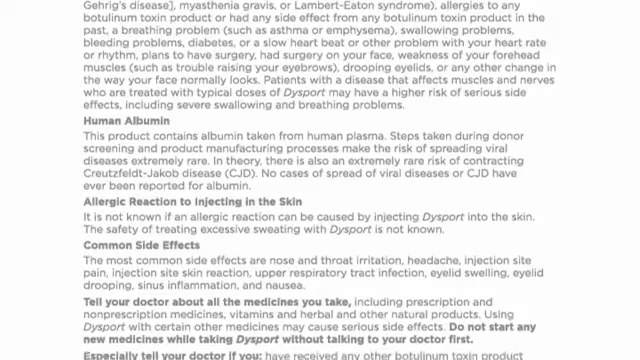 Gehrig's disease], myasthenia gravis, or Lambert-Eaton syndrome), allergies to any
botulinum toxin product or had any side effect from any botulinum toxin product in the
past, a breathing problem (such as asthma or emphysema), swallowing problems,
bleeding problems, diabetes, or a slow heart beat or other problem with your heart rate
or rhythm, plans to have surgery, had surgery on your face, weakness of your forehead
muscles (such as trouble raising your eyebrows), drooping eyelids, or any other change in
the way your face normally looks. Patients with a disease that affects muscles and nerves
who are treated with typical doses of Dysport may have a higher risk of serious side
effects, including severe swallowing and breathing problems.
Human Albumin
This product contains albumin taken from human plasma. Steps taken during donor
screening and product manufacturing processes make the risk of spreading viral
diseases extremely rare. In theory, there is also an extremely rare risk of contracting
Creutzfeldt-Jakob disease (CJD). No cases of spread of viral diseases or CJD have
ever been reported for albumin.
Allergic Reaction to Injecting in the Skin
It is not known if an allergic reaction can be caused by injecting Dysport into the skin.
The safety of treating excessive sweating with Dysport is not known.
Common Side Effects
The most common side effects are nose and throat irritation, headache, injection site
pain, injection site skin reaction, upper respiratory tract infection, eyelid swelling, eyelid
drooping, sinus inflammation, and nausea.
Tell your doctor about all the medicines you take, including prescription and
nonprescription medicines, vitamins and herbal and other natural products. Using
Dysport with certain other medicines may cause serious side effects. Do not start any
new medicines while taking Dysport without talking to your doctor first.
Especially tell your doctor if you: have received any other botulinum toxin product